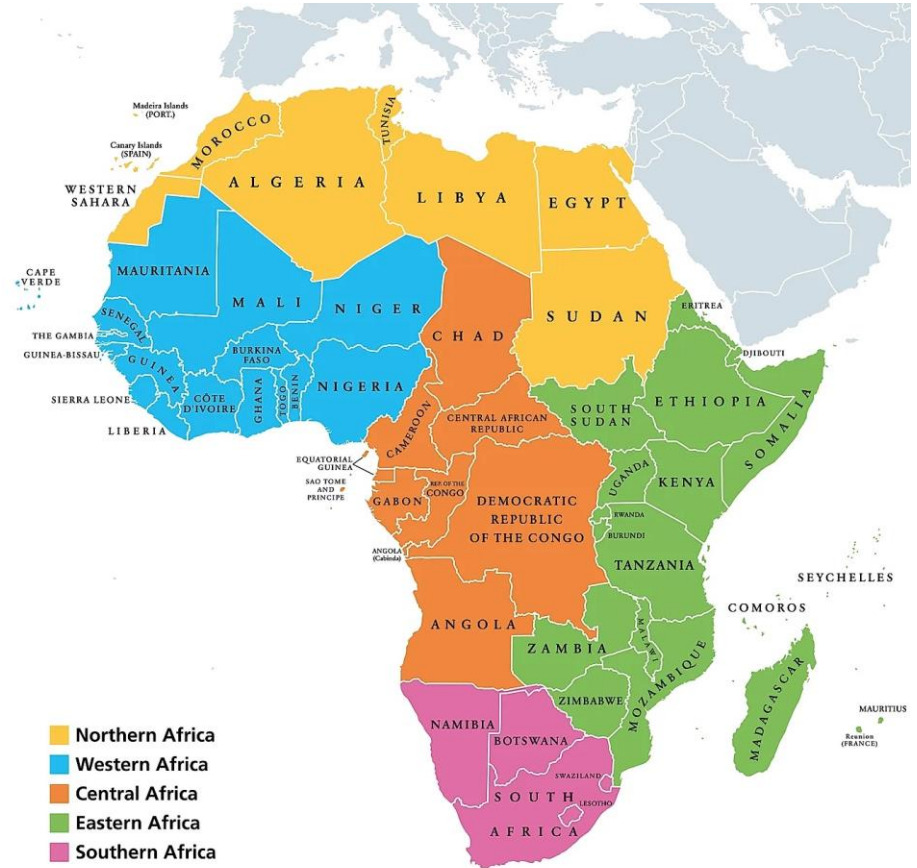 Madeira Islands
(PORT.)
Canary Islands
(SPAIN)
MOROCCO
TUNISIA
ALGERIA
LIBYA
EGYPT
WESTERN
SAHARA
CAPE
VERDE
MAURITANIA
MALI
NIGER
CHAD
SUDAN
ERITREA
DJIBOUTI
SENEGAL
THE GAMBIA
GUINEA-BISSAU
GUINEA
SIERRA LEONE
LIBERIA
CÔTE
D'IVOIRE
BURKINA
FASO
GHANA
TOGO
BENIN
NIGERIA
CAMEROON
CENTRAL AFRICAN
REPUBLIC
SOUTH
SUDAN
ETHIOPIA
SOMALIA
EQUATORIAL
GUINEA
SAO TOME
AND
PRINCIPE
GABON
REP. OF THE
CONGO
DEMOCRATIC
REPUBLIC
OF THE CONGO
UGANDA
KENYA
RWANDA
BURUNDI
TANZANIA
ANGOLA
(Cabinda)
SEYCHELLES
COMOROS
ANGOLA
ZAMBIA
MALAWI
MOZAMBIQUE
ZIMBABWE
MADAGASCAR
MAURITIUS
Reunion
(FRANCE)
NAMIBIA
BOTSWANA
SWAZILAND
LESOTHO
SOUTH
AFRICA
Northern Africa
Western Africa
Central Africa
Eastern Africa
Southern Africa